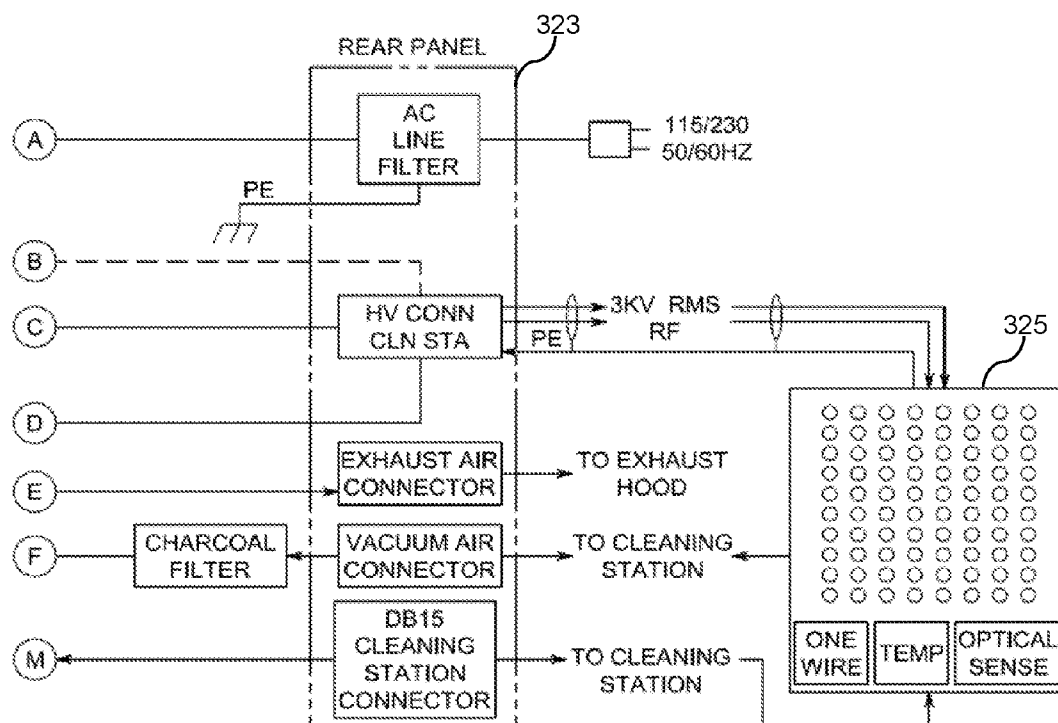 REAR PANEL
323
A
AC
LINE
FILTER
115/230
50/60HZ
PE
B
C
HV CONN
CLN STA
3KV RMS
RF
PE
325
D
E
EXHAUST AIR
CONNECTOR
TO EXHAUST
HOOD
F
CHARCOAL
FILTER
VACUUM AIR
CONNECTOR
TO CLEANING
STATION
M
DB15
CLEANING
STATION
CONNECTOR
TO CLEANING
STATION
ONE
WIRE
TEMP
OPTICAL
SENSE